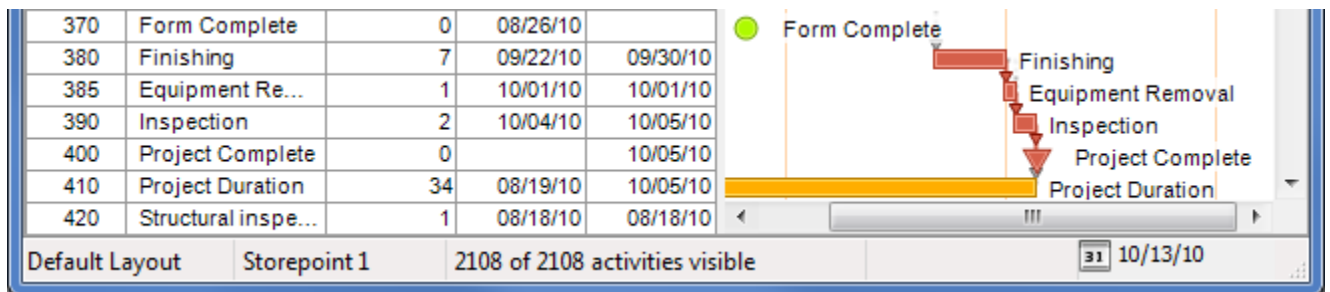 370 Form Complete 0 08/26/10 Form Complete
380 Finishing 7 09/22/10 09/30/10 Finishing
385 Equipment Re... 1 10/01/10 10/01/10 Equipment Removal
390 Inspection 2 10/04/10 10/05/10 Inspection
400 Project Complete 0 10/05/10 Project Complete
410 Project Duration 34 08/19/10 10/05/10 Project Duration
420 Structural inspe... 1 08/18/10 08/18/10
Default Layout Storepoint 1 2108 of 2108 activities visible 31 10/13/10